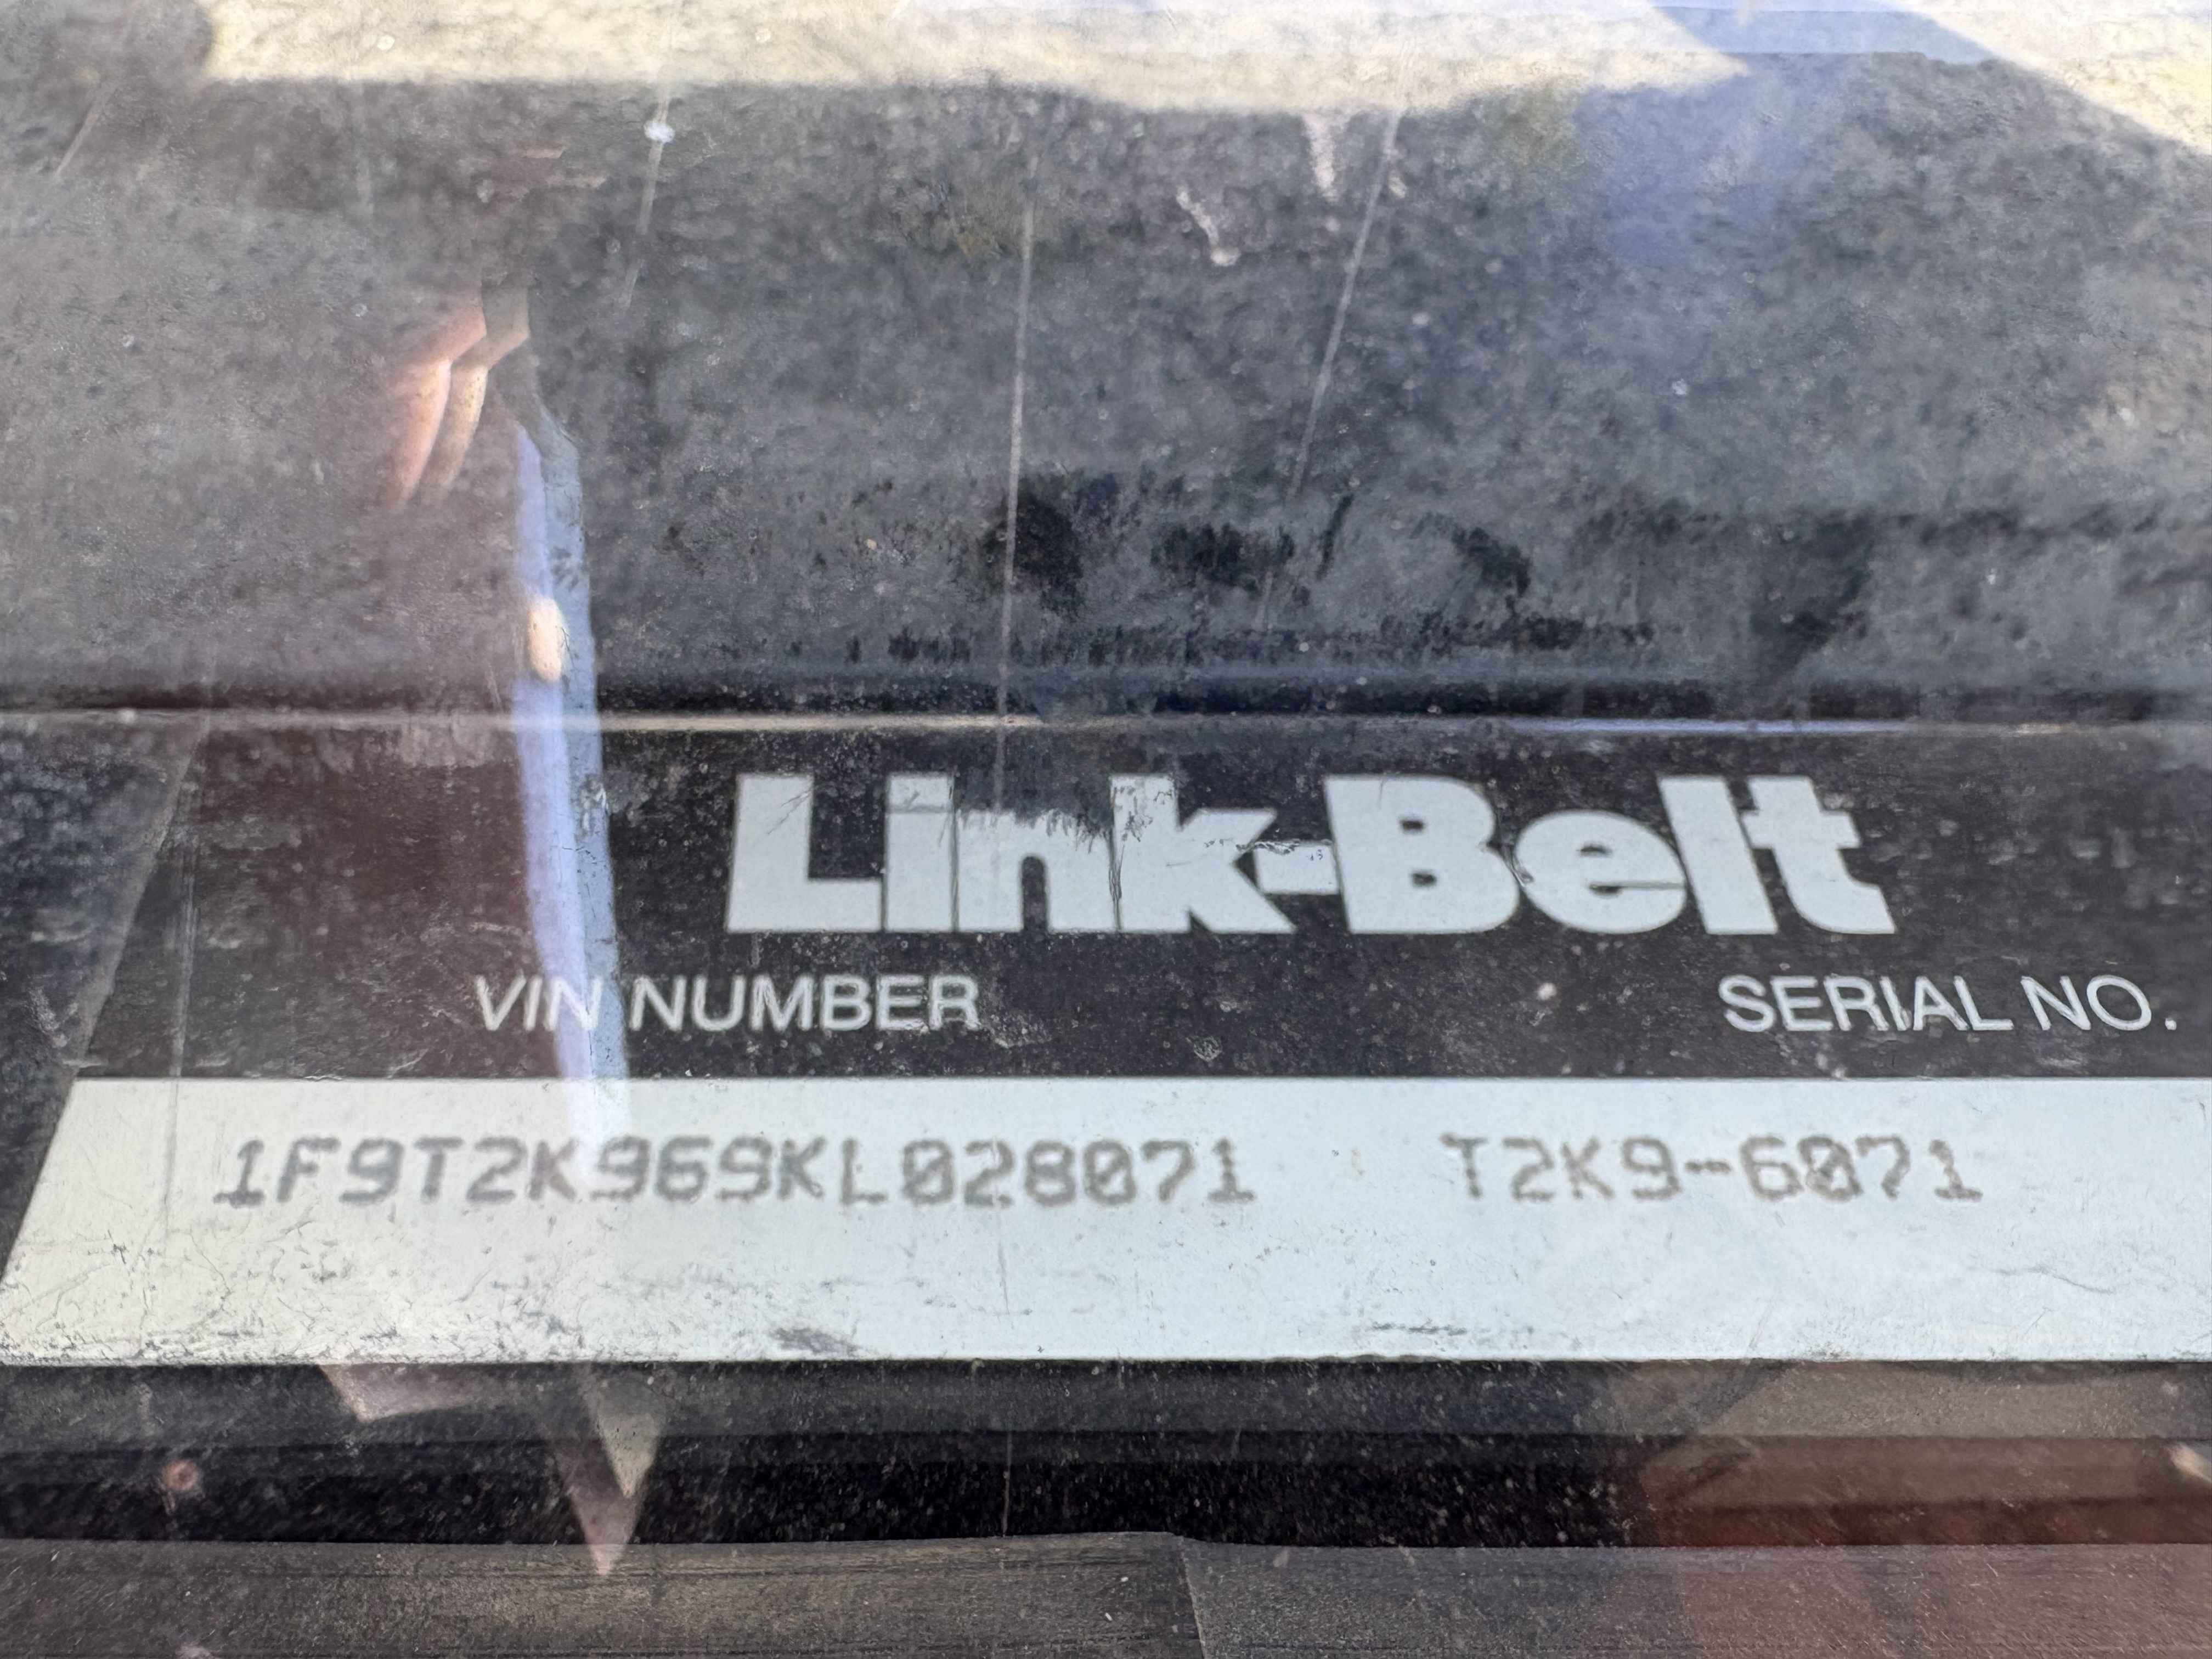 Link-Belt
VIN NUMBER SERIAL NO.
1F9T2K969KL028071 T2K9-6071